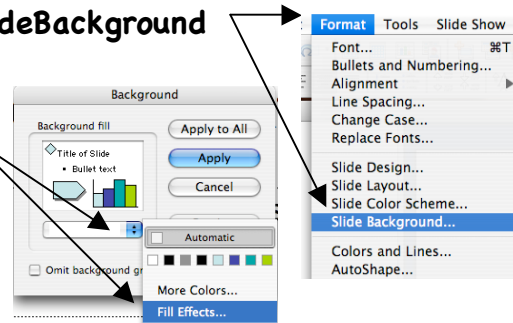 deBackground
Format Tools Slide Show
Font... ⌘T
Bullets and Numbering...
Alignment
Line Spacing...
Change Case...
Replace Fonts...
Slide Design...
Slide Layout...
Slide Color Scheme...
Slide Background...
Colors and Lines...
AutoShape...
Background
Background fill
Title of Slide
• Bullet text
Apply to All
Apply
Cancel
Automatic
Omit background gr
More Colors...
Fill Effects...